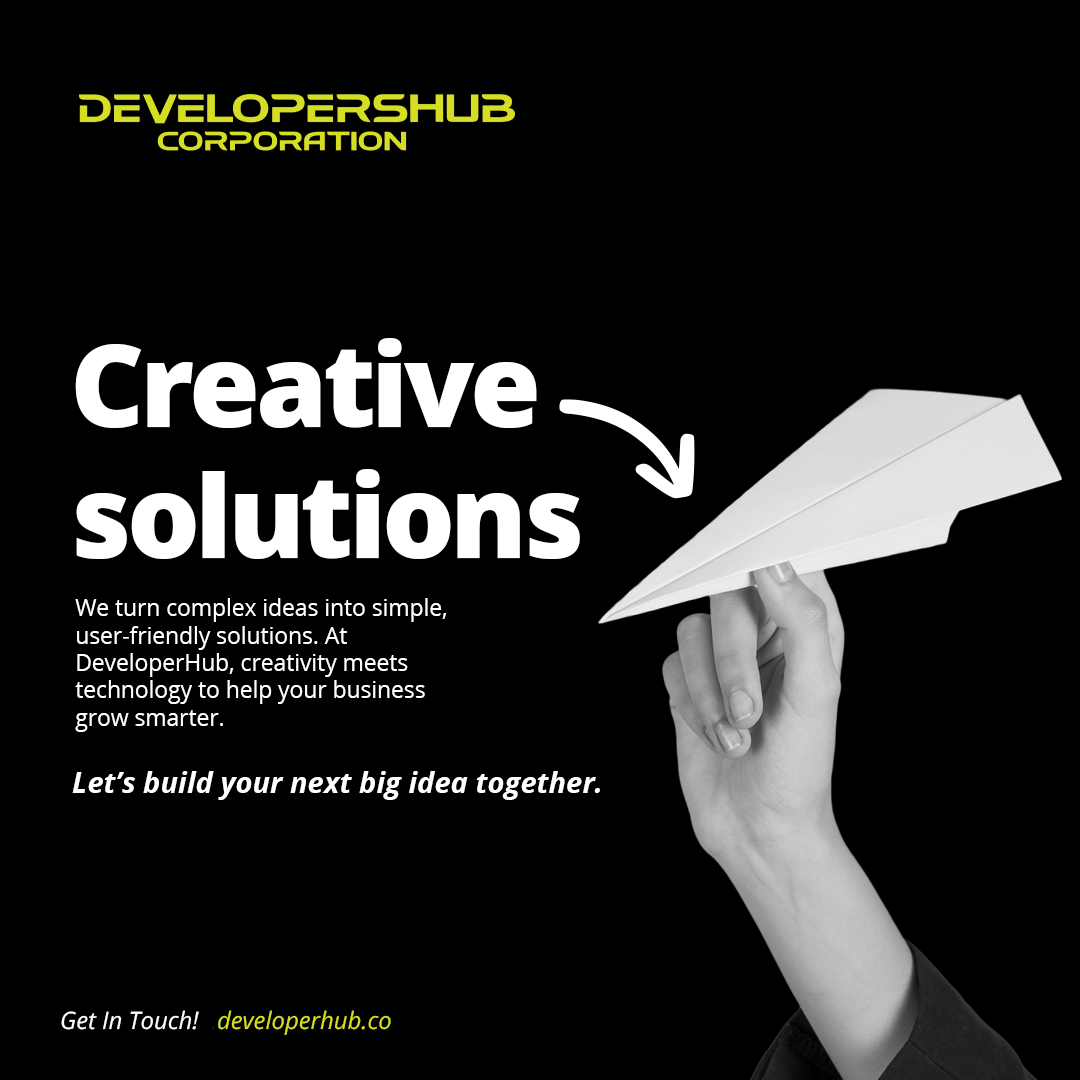 DEVELOPERSHUB
CORPORATION
Creative
solutions
We turn complex ideas into simple,
user-friendly solutions. At
DeveloperHub, creativity meets
technology to help your business
grow smarter.
Let’s build your next big idea together.
Get In Touch! developerhub.co